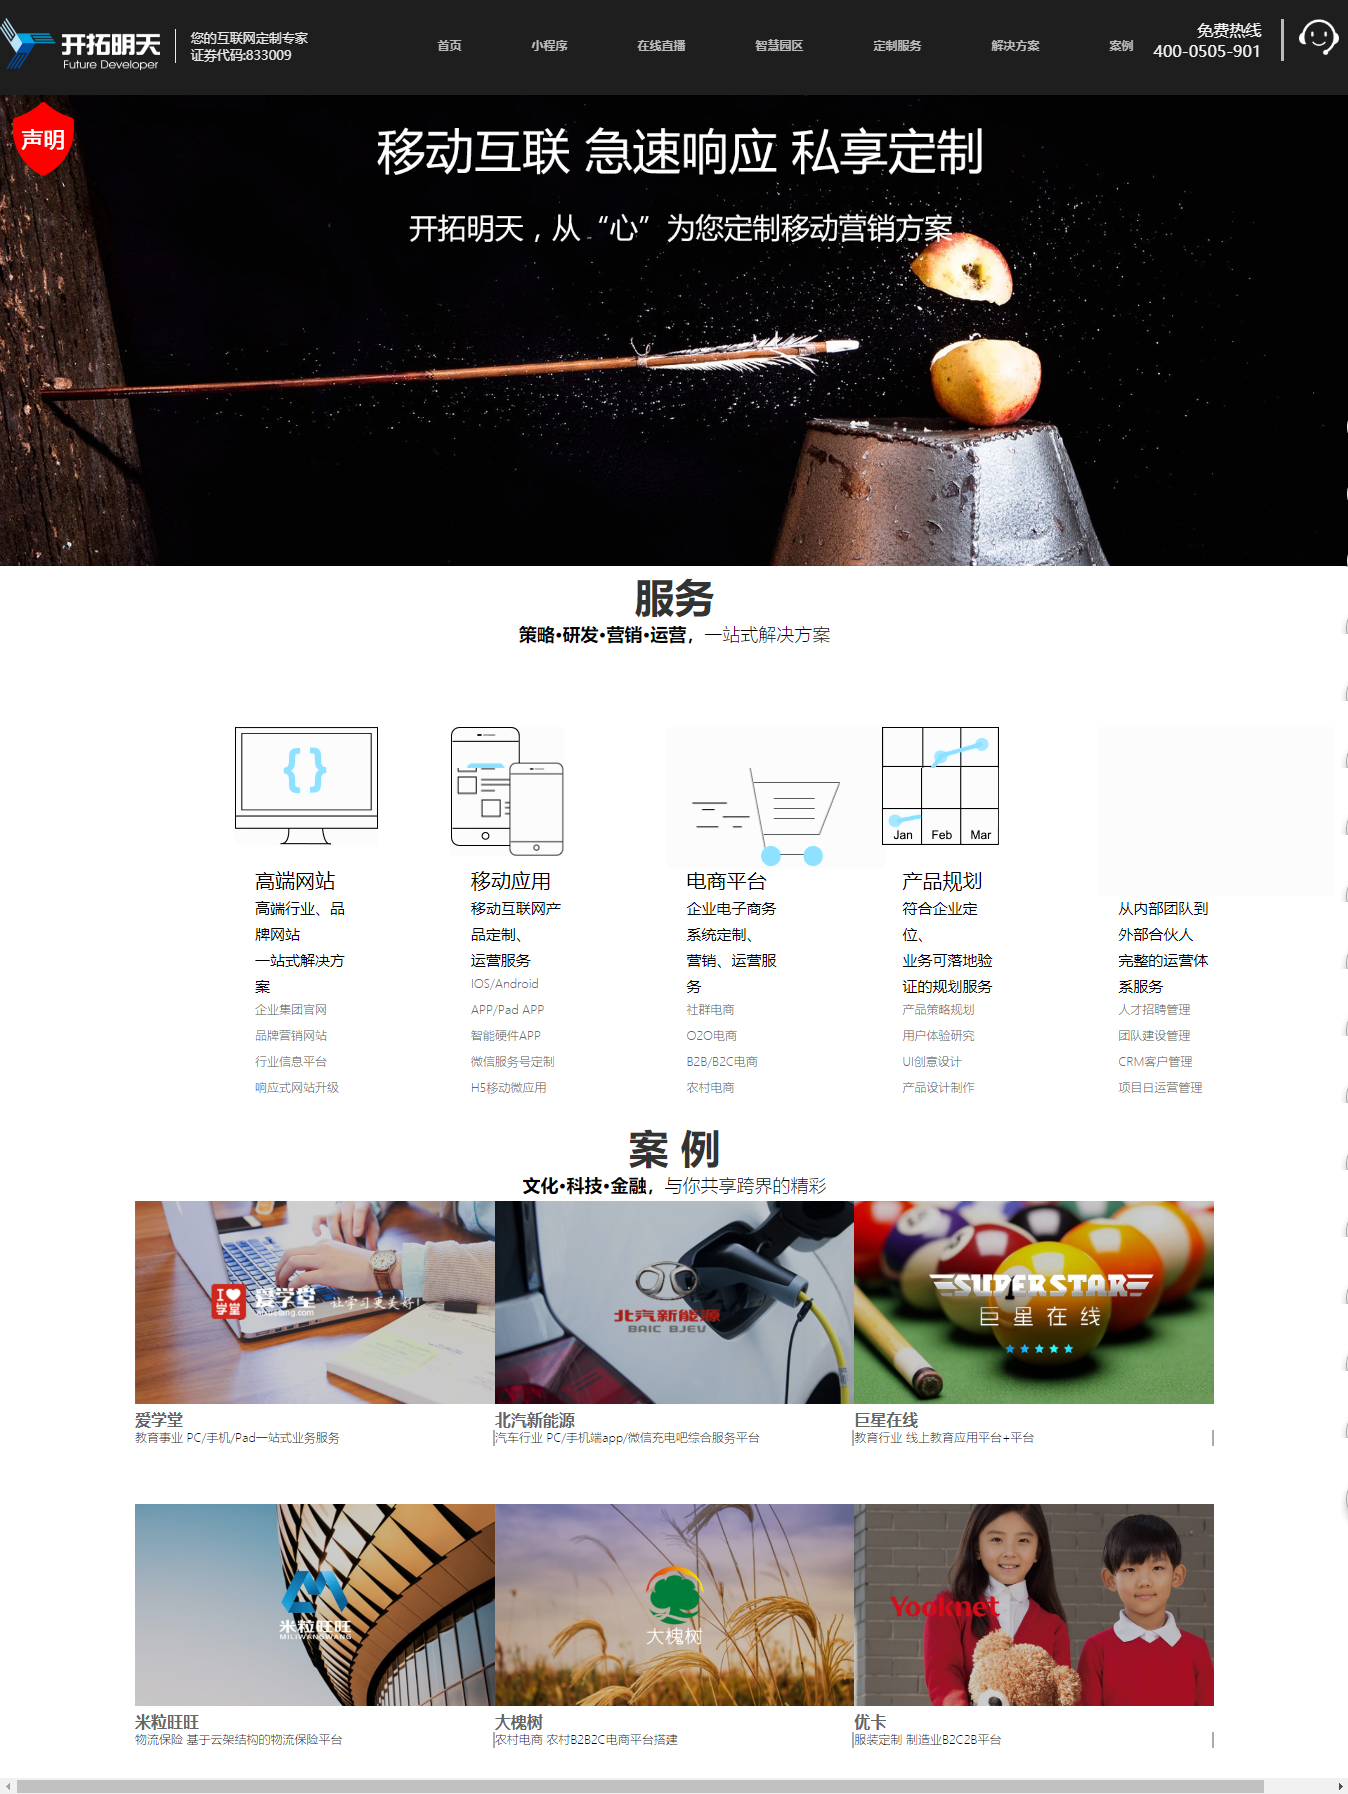 开拓明天
Future Developer
您的互联网定制专家
证券代码:833009
首页
小程序
在线直播
智慧园区
定制服务
解决方案
案例
免费热线
400-0505-901
声明
移动互联 急速响应 私享定制
开拓明天，从“心”为您定制移动营销方案
服务
策略•研发•营销•运营，一站式解决方案
Jan
Feb
Mar
高端网站
高端行业、品
牌网站
一站式解决方
案
企业集团官网
品牌营销网站
行业信息平台
响应式网站升级
移动应用
移动互联网产
品定制、
运营服务
IOS/Android
APP/Pad APP
智能硬件APP
微信服务号定制
H5移动微应用
电商平台
企业电子商务
系统定制、
营销、运营服
务
社群电商
O2O电商
B2B/B2C电商
农村电商
产品规划
符合企业定
位、
业务可落地验
证的规划服务
产品策略规划
用户体验研究
UI创意设计
产品设计制作
从内部团队到
外部合伙人
完整的运营体
系服务
人才招聘管理
团队建设管理
CRM客户管理
项目日运营管理
案 例
文化•科技•金融，与你共享跨界的精彩
I
学堂
爱学堂
让学习更美好!
北汽新能源
BAIC BJEV
SUPERSTAR
巨星在线
爱学堂
教育事业 PC/手机/Pad一站式业务服务
北汽新能源
汽车行业 PC/手机端app/微信充电吧综合服务平台
巨星在线
教育行业 线上教育应用平台+平台
米粒旺旺
MILIWANGWANG
大槐树
Yooknet
米粒旺旺
物流保险 基于云架结构的物流保险平台
大槐树
农村电商 农村B2B2C电商平台搭建
优卡
服装定制 制造业B2C2B平台